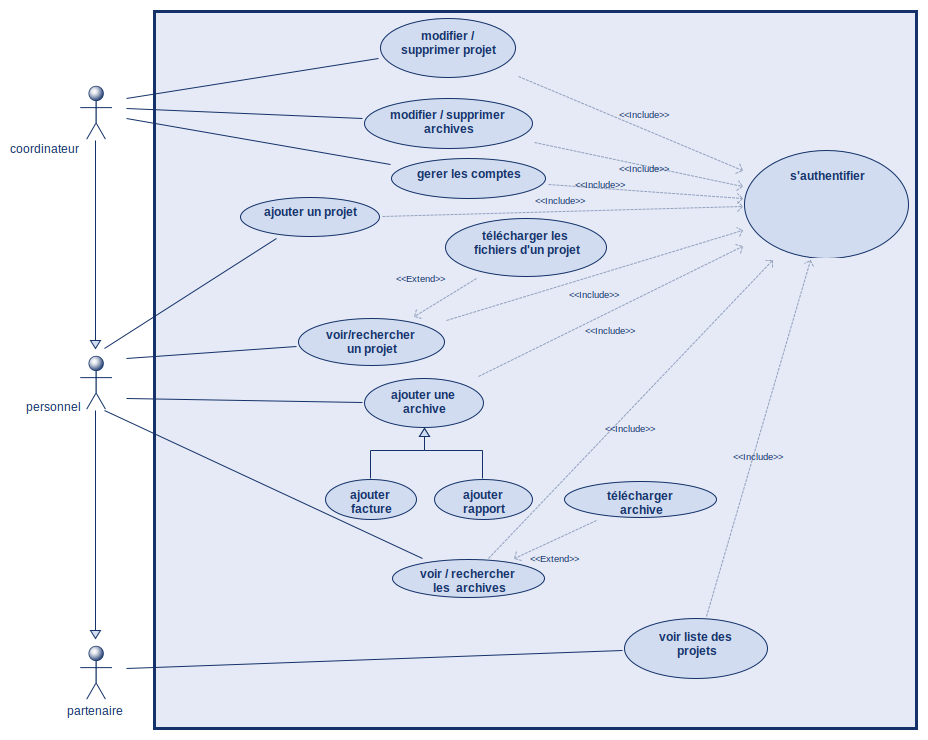 modifier /
supprimer projet
<<Include>>
modifier / supprimer
archives
coordinateur
gerer les comptes
<<Include>>
<<Include>>
s'authentifier
ajouter un projet
<<Include>>
télécharger les
fichiers d'un projet
<<Extend>>
<<Include>>
voir/rechercher
un projet
<<Include>>
personnel
ajouter une
archive
<<Include>>
<<Include>>
ajouter
facture
ajouter
rapport
télécharger
archive
<<Extend>>
voir / rechercher
les archives
voir liste des
projets
partenaire